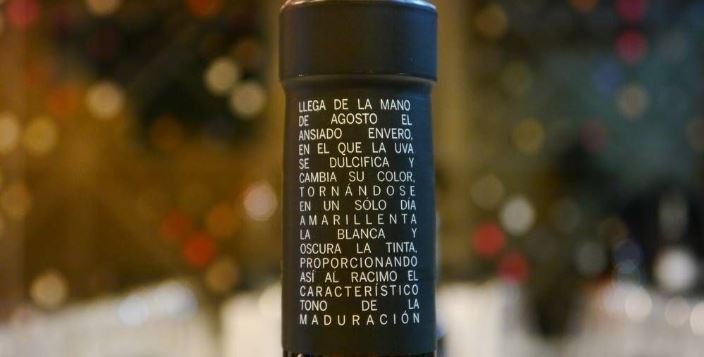 LLEGA DE LA MANO
DE AGOSTO EL
ANSIADO ENVERO,
EN EL QUE LA UVA
SE DULCIFICA Y
CAMBIA SU COLOR,
TORNÁNDOSE
EN UN SÓLO DÍA
AMARILLENTA
LA BLANCA Y
OSCURA LA TINTA,
PROPORCIONANDO
ASÍ AL RACIMO EL
CARACTERÍSTICO
TONO DE LA
MADURACIÓN